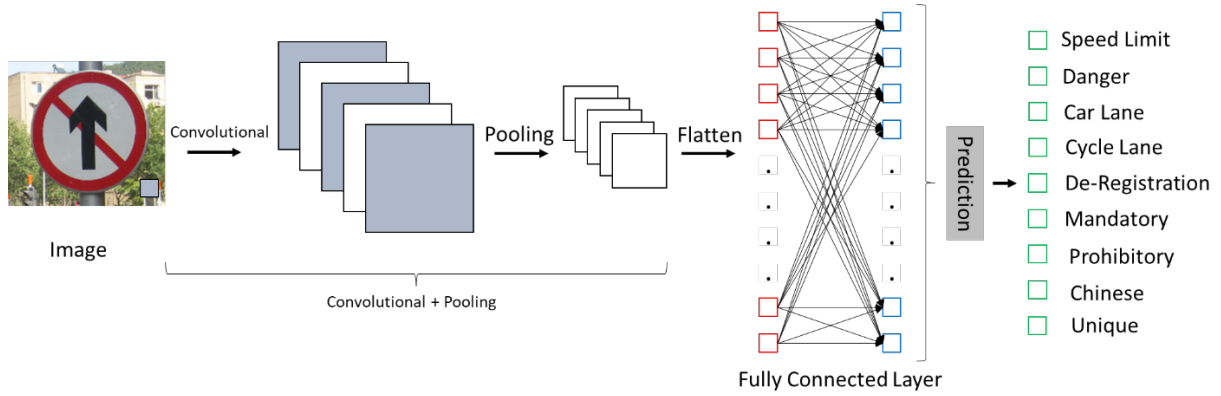 Image
Convolutional
Pooling
Convolutional + Pooling
Flatten
Fully Connected Layer
Prediction
Speed Limit
Danger
Car Lane
Cycle Lane
De-Registration
Mandatory
Prohibitory
Chinese
Unique